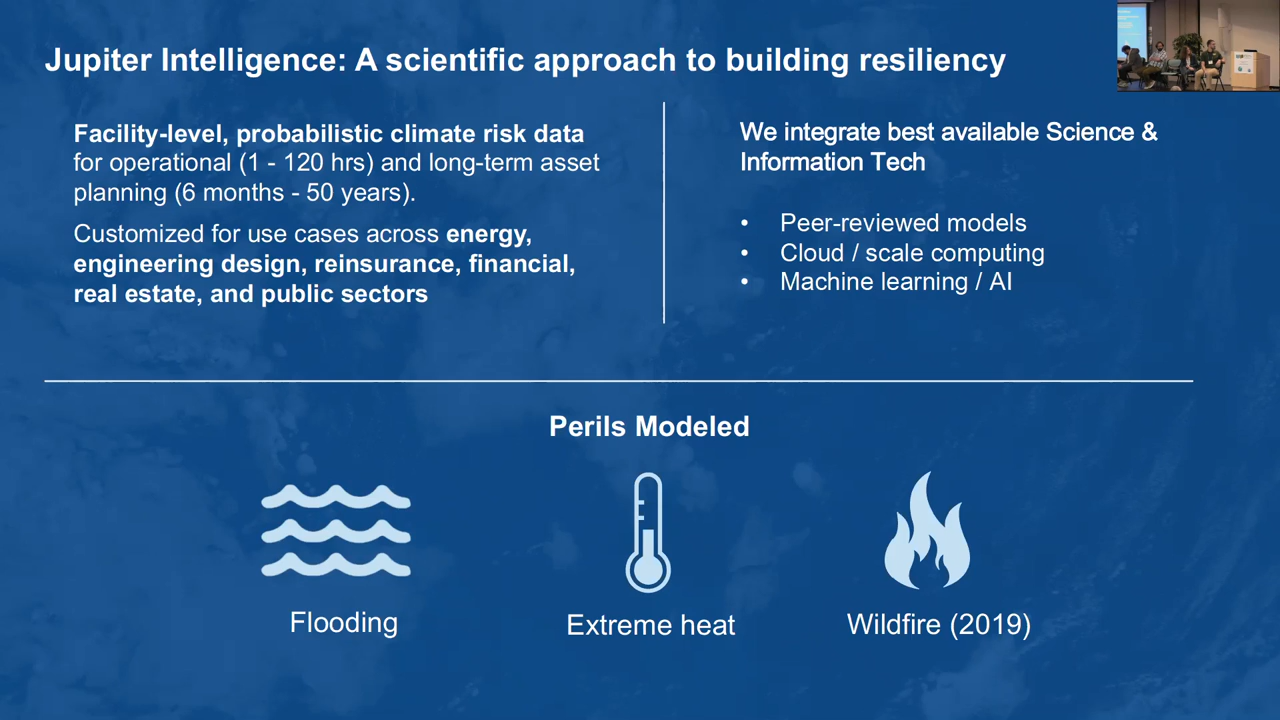 Jupiter Intelligence: A scientific approach to building resiliency
Facility-level, probabilistic climate risk data
for operational (1 - 120 hrs) and long-term asset
planning (6 months - 50 years).
Customized for use cases across energy,
engineering design, reinsurance, financial,
real estate, and public sectors
We integrate best available Science &
Information Tech
• Peer-reviewed models
• Cloud / scale computing
• Machine learning / AI
Perils Modeled
Flooding
Extreme heat
Wildfire (2019)